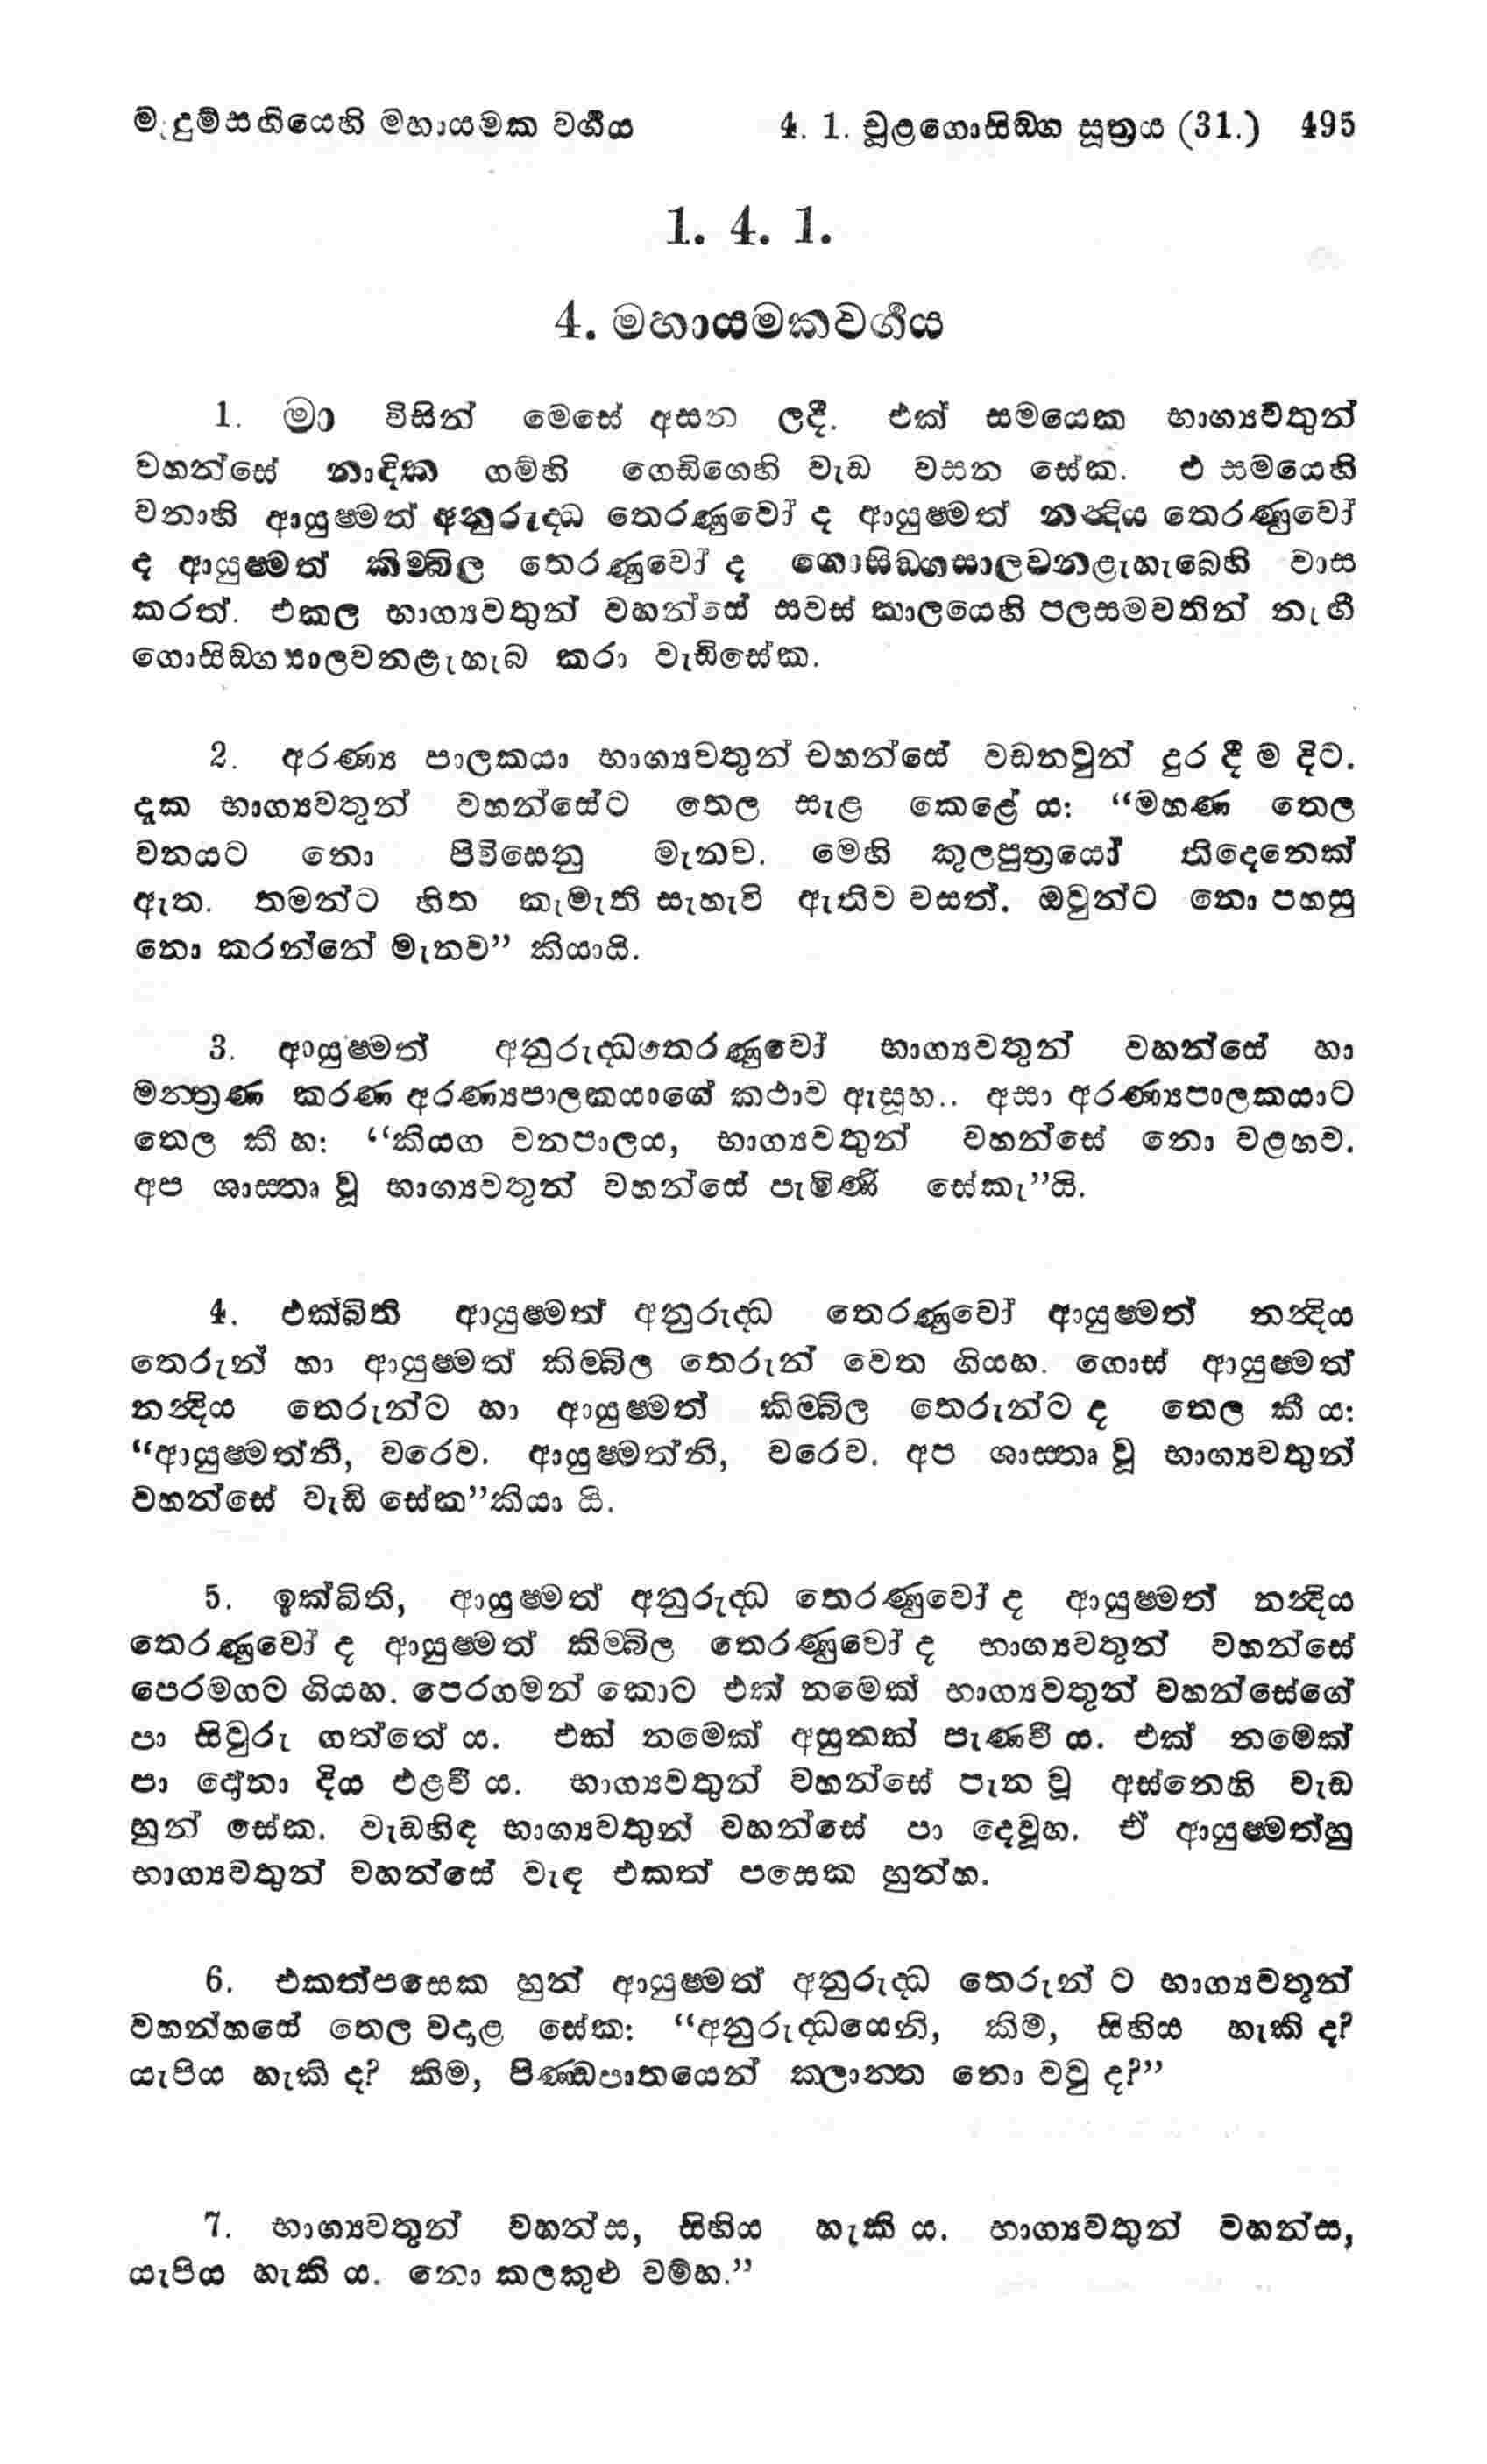 මැදුම්සඟියෙහි මහායමක වර්‍ගය 4. 1. චූළගොසිඞ්ග සූත්‍රය (31.) 495
1. 4. 1.
4. මහායමකවර්‍ගය
1. මා විසින් මෙසේ අසන ලදී. එක් සමයෙක භාග්‍යවතුන්
වහන්සේ නාදික ගම්හි ගෙඩිගෙහි වැඩ වසන සේක. එ සමයෙහි
වනාහි ආයුෂ්මත් අනුරුද්ධ තෙරණුවෝ ද ආයුෂ්මත් නන්‍දිය තෙරණුවෝ
ද ආයුෂ්මත් කිම්බිල තෙරණුවෝ ද ගොසිඞ්ගසාලවනළැහැබෙහි වාස
කරත්. එකල භාග්‍යවතුන් වහන්සේ සවස් කාලයෙහි පලසමවතින් නැඟී
ගොසිඞ්ගසාලවනළැහැබ කරා වැඩිසේක.
2. අරණ්‍ය පාලකයා භාග්‍යවතුන් වහන්සේ වඩනවුන් දුර දී ම දිට.
දැක භාග්‍යවතුන් වහන්සේට තෙල සැළ කෙළේ ය: “මහණ තෙල
වනයට නො පිවිසෙනු මැනව. මෙහි කුලපුත්‍රයෝ තිදෙනෙක්
ඇත. තමන්ට හිත කැමැති සැහැවි ඇතිව වසත්. ඔවුන්ට නො පහසු
නො කරන්නේ මැනව” කියායි.
3. ආයුෂ්මත් අනුරුද්ධතෙරණුවෝ භාග්‍යවතුන් වහන්සේ හා
මන්ත්‍රණ කරණ අරණ්‍යපාලකයාගේ කථාව ඇසූහ.. අසා අරණ්‍යපාලකයාට
තෙල කී හ: “කියග වනපාලය, භාග්‍යවතුන් වහන්සේ නො වළහව.
අප ශාස්තෘ වූ භාග්‍යවතුන් වහන්සේ පැමිණි සේකැ”යි.
4. එක්බිති ආයුෂ්මත් අනුරුද්ධ තෙරණුවෝ ආයුෂ්මත් නන්‍දිය
තෙරුන් හා ආයුෂ්මත් කිම්බිල තෙරුන් වෙත ගියහ. ගොස් ආයුෂ්මත්
නන්‍දිය තෙරුන්ට හා ආයුෂ්මත් කිම්බිල තෙරුන්ට ද තෙල කී ය:
“ආයුෂ්මත්නි, වරෙව. ආයුෂ්මත්නි, වරෙව. අප ශාස්තෘ වූ භාග්‍යවතුන්
වහන්සේ වැඩි සේක”කියා යි.
5. ඉක්බිති, ආයුෂ්මත් අනුරුද්ධ තෙරණුවෝ ද ආයුෂ්මත් නන්‍දිය
තෙරණුවෝ ද ආයුෂ්මත් කිම්බිල තෙරණුවෝ ද භාග්‍යවතුන් වහන්සේ
පෙරමගට ගියහ. පෙරගමන් කොට එක් නමෙක් භාග්‍යවතුන් වහන්සේගේ
පා සිවුරු ගත්තේ ය. එක් නමෙක් අසුනක් පැණවී ය. එක් නමෙක්
පා දෝනා දිය එළවී ය. භාග්‍යවතුන් වහන්සේ පැන වූ අස්නෙහි වැඩ
හුන් සේක. වැඩහිඳ භාග්‍යවතුන් වහන්සේ පා දෙවූහ. ඒ ආයුෂ්මත්හු
භාග්‍යවතුන් වහන්සේ වැඳ එකත් පසෙක හුන්හ.
6. එකත්පසෙක හුන් ආයුෂ්මත් අනුරුද්ධ තෙරුන් ට භාග්‍යවතුන්
වහන්හසේ තෙල වදාළ සේක: “අනුරුද්ධයෙනි, කිම, සිහිය හැකි ද?
යැපිය හැකි ද? කිම, පිණ්ඩපාතයෙන් ක්ලාන්ත නො වවු ද?”
7. භාග්‍යවතුන් වහන්ස, සිහිය හැකි ය. භාග්‍යවතුන් වහන්ස,
යැපිය හැකි ය. නො කලකුළු වම්හ.”